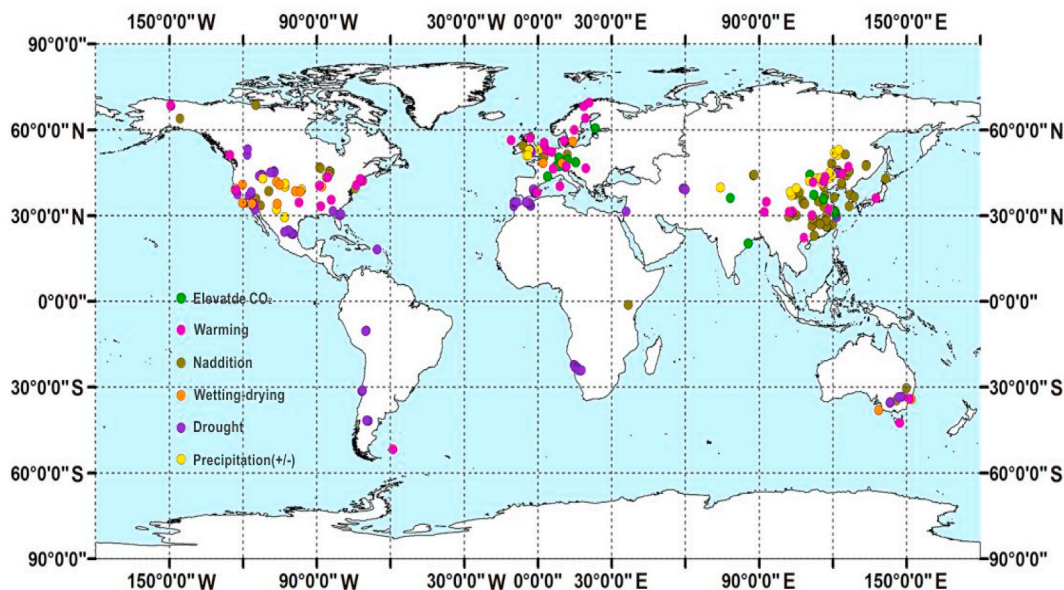 150°0'0"W 90°0'0"W 30°0'0"W 0°0'0" 30°0'0"E 90°0'0"E 150°0'0"E
90°0'0"N 90°0'0"N
60°0'0"N 60°0'0"N
30°0'0"N 30°0'0"N
0°0'0" 0°0'0"
30°0'0"S 30°0'0"S
60°0'0"S 60°0'0"S
90°0'0"S 90°0'0"S
Elevatde CO₂
Warming
Naddition
Wetting-drying
Drought
Precipitation(+/-)
150°0'0"W 90°0'0"W 30°0'0"W 0°0'0" 30°0'0"E 90°0'0"E 150°0'0"E